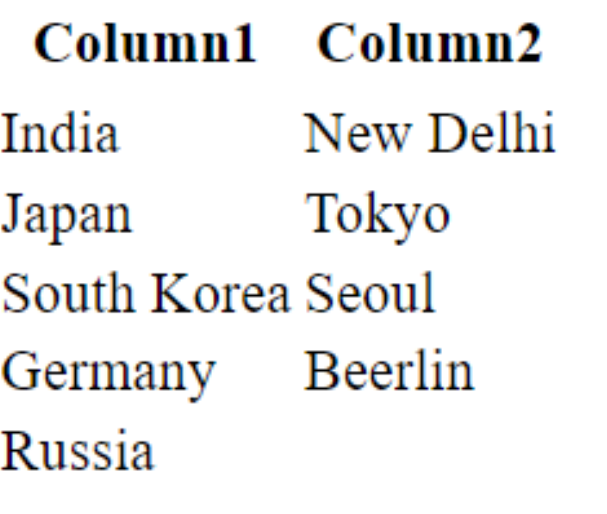 Column1 Column2
India New Delhi
Japan Tokyo
South Korea Seoul
Germany Beerlin
Russia